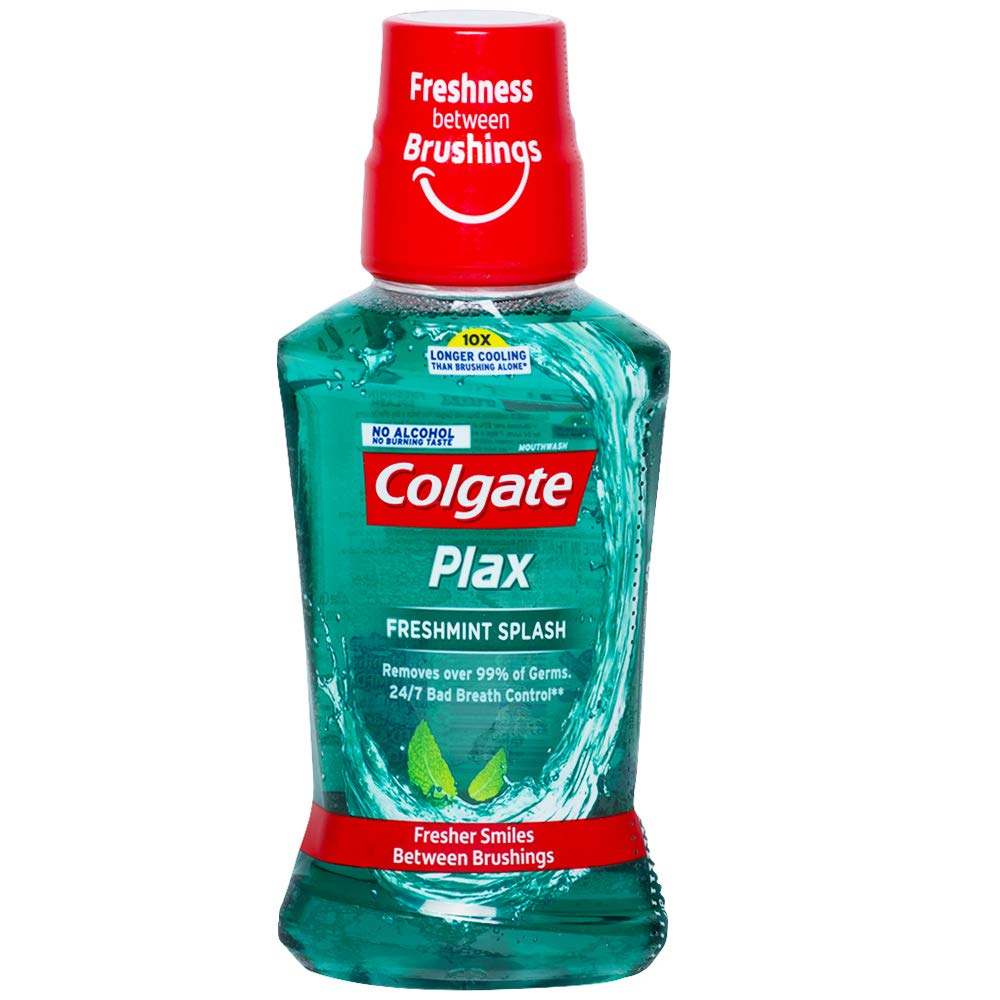 Freshness
between
Brushings
10X
LONGER COOLING
THAN BRUSHING ALONE*
NO ALCOHOL
NO BURNING TASTE
MOUTHWASH
Colgate
Plax
FRESHMINT SPLASH
Removes over 99% of Germs.
24/7 Bad Breath Control**
Fresher Smiles
Between Brushings